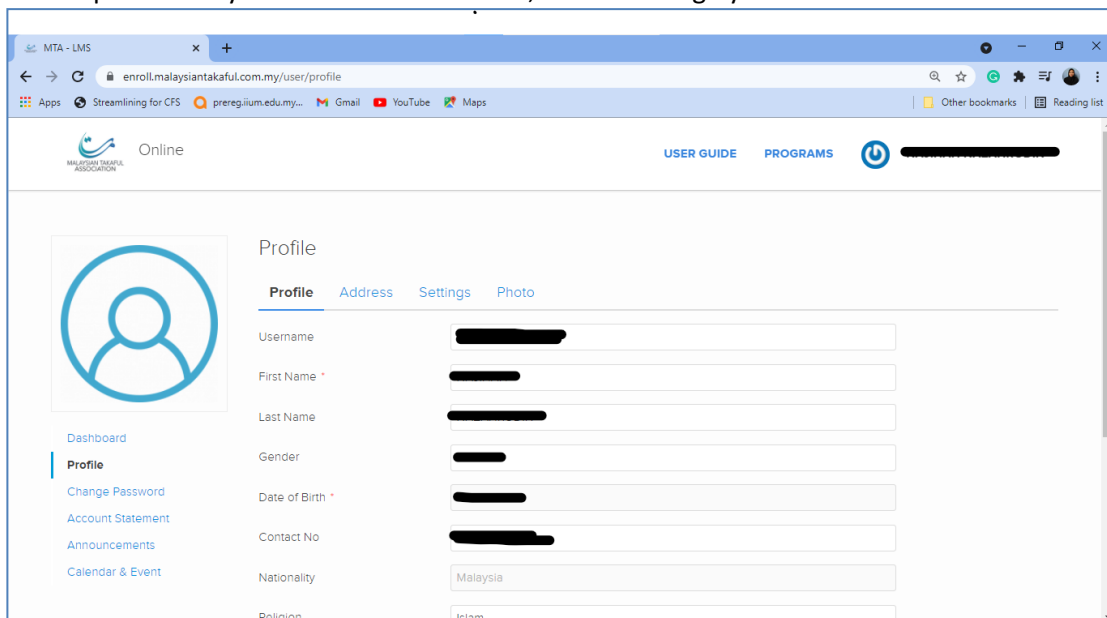 MTA - LMS
enroll.malaysiantakaful.com.my/user/profile
Apps Streamlining for CFS prereg.iium.edu.my... Gmail YouTube Maps Other bookmarks Reading list
MALAYSIAN TAKAFUL
ASSOCIATION
Online USER GUIDE PROGRAMS
Profile
Profile Address Settings Photo
Username
First Name *
Last Name
Gender
Date of Birth *
Contact No
Nationality Malaysia
Religion Islam
Dashboard
Profile
Change Password
Account Statement
Announcements
Calendar & Event